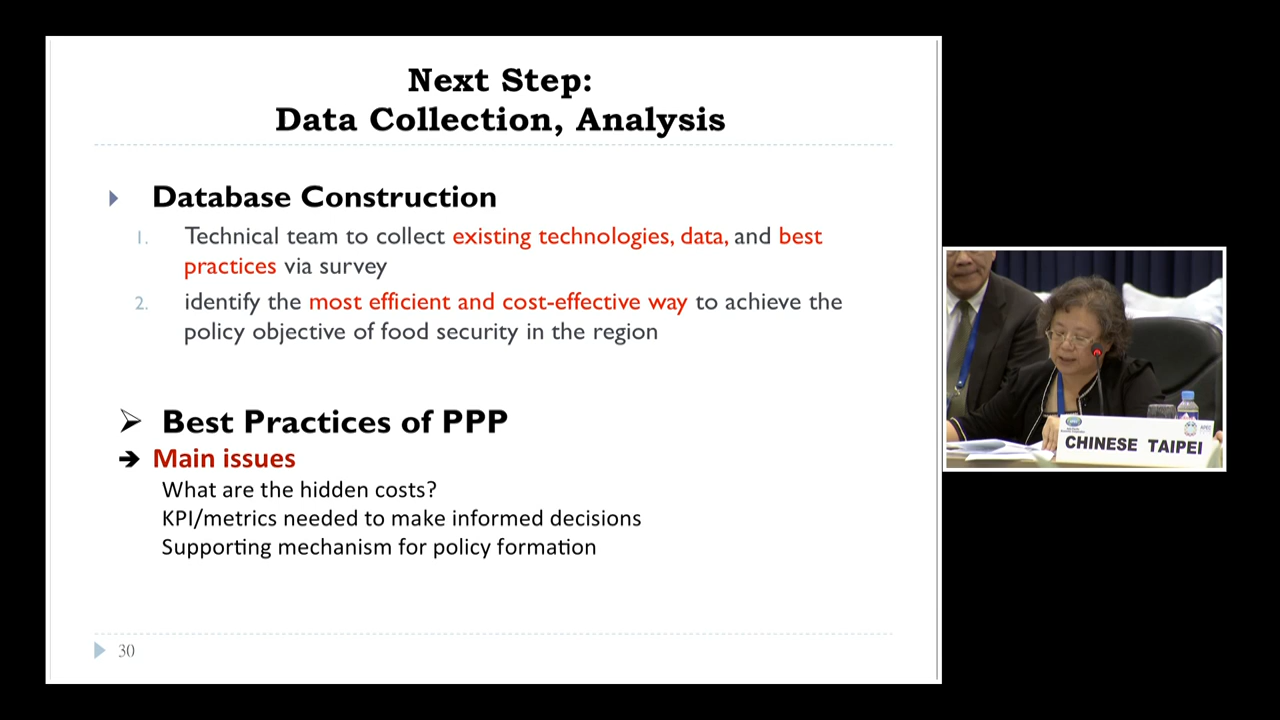 Next Step:
Data Collection, Analysis
Database Construction
1. Technical team to collect existing technologies, data, and best
practices via survey
2. identify the most efficient and cost-effective way to achieve the
policy objective of food security in the region
Best Practices of PPP
Main issues
What are the hidden costs?
KPI/metrics needed to make informed decisions
Supporting mechanism for policy formation
30
CHINESE TAIPEI